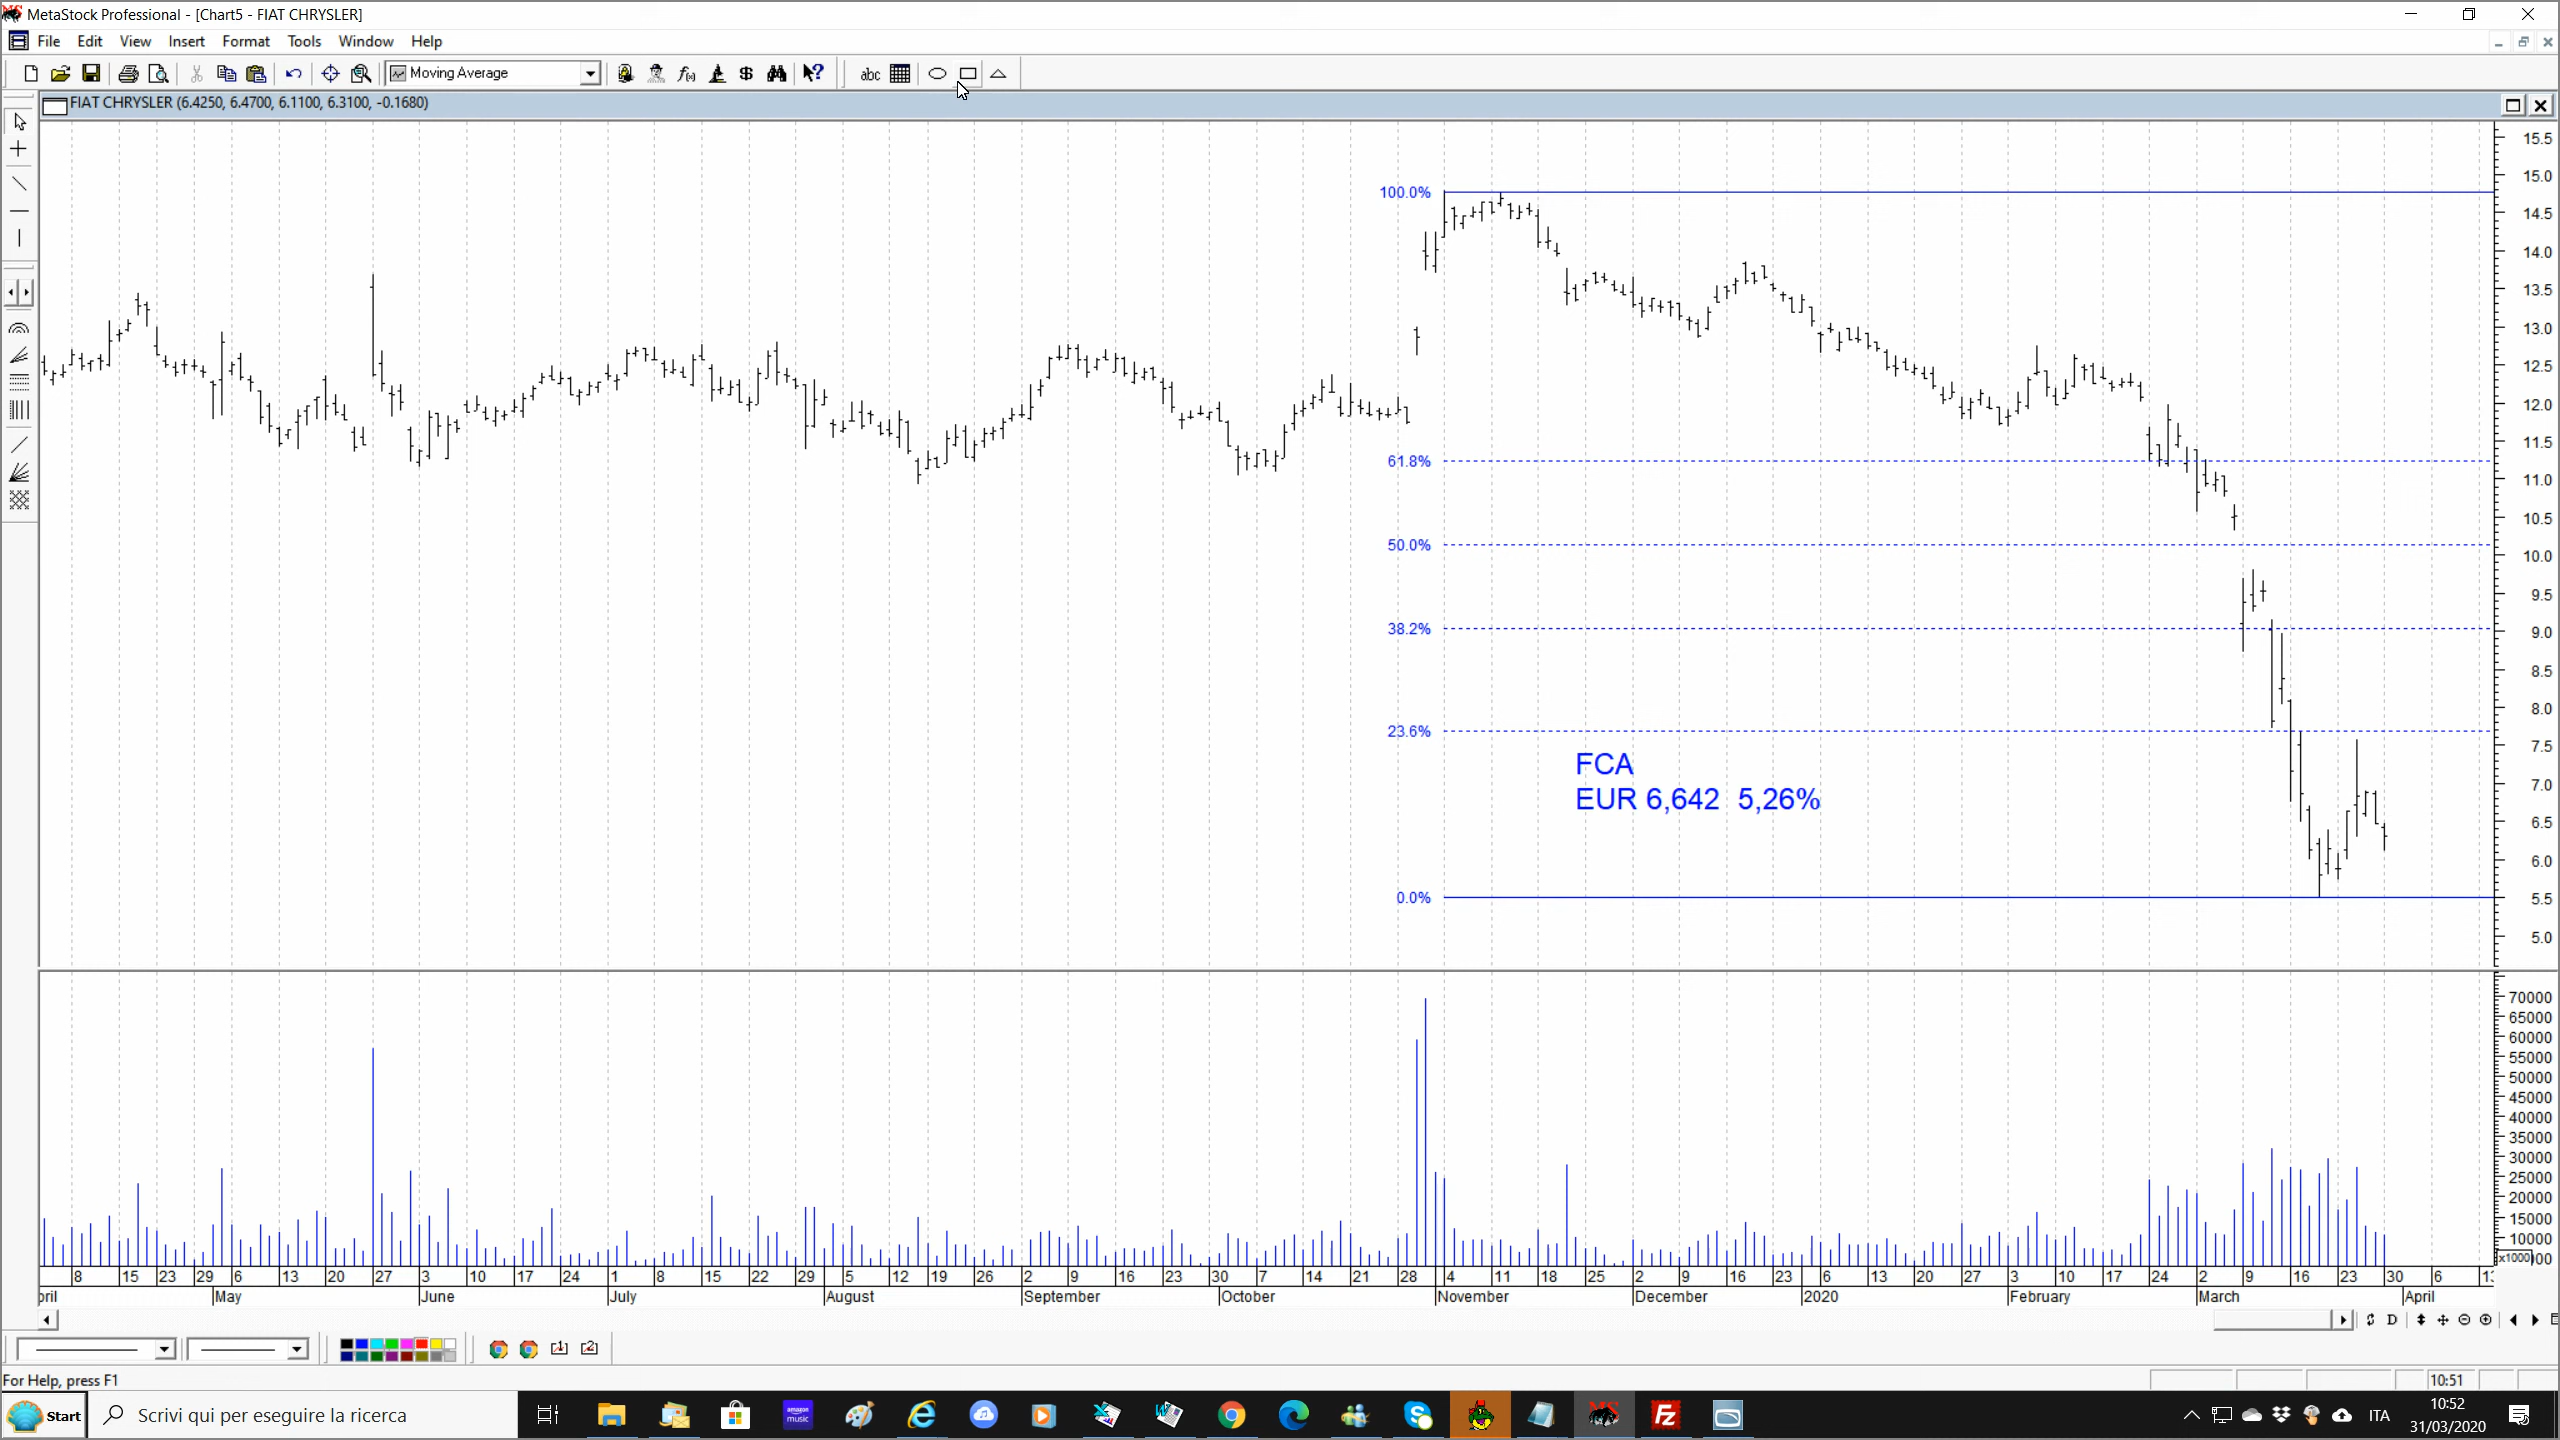 MetaStock Professional - [Chart5 - FIAT CHRYSLER]
File Edit View Insert Format Tools Window Help
Moving Average
abc
FIAT CHRYSLER (6.4250, 6.4700, 6.1100, 6.3100, -0.1680)
15.5
15.0
14.5
14.0
13.5
13.0
12.5
12.0
11.5
11.0
10.5
10.0
9.5
9.0
8.5
8.0
7.5
7.0
6.5
6.0
5.5
5.0
100.0%
61.8%
50.0%
38.2%
23.6%
0.0%
FCA
EUR 6,642 5,26%
70000
65000
60000
55000
50000
45000
40000
35000
30000
25000
20000
15000
10000
x1000
8 15 23 29 6 13 20 27 3 10 17 24 1 8 15 22 29 5 12 19 26 2 9 16 23 30 7 14 21 28 4 11 18 25 2 9 16 23 6 13 20 27 3 10 17 24 2 9 16 23 30 6
pril May June July August September October November December 2020 February March April
D
For Help, press F1
10:51
Start
Scrivi qui per eseguire la ricerca
amazon music
ITA
10:52
31/03/2020